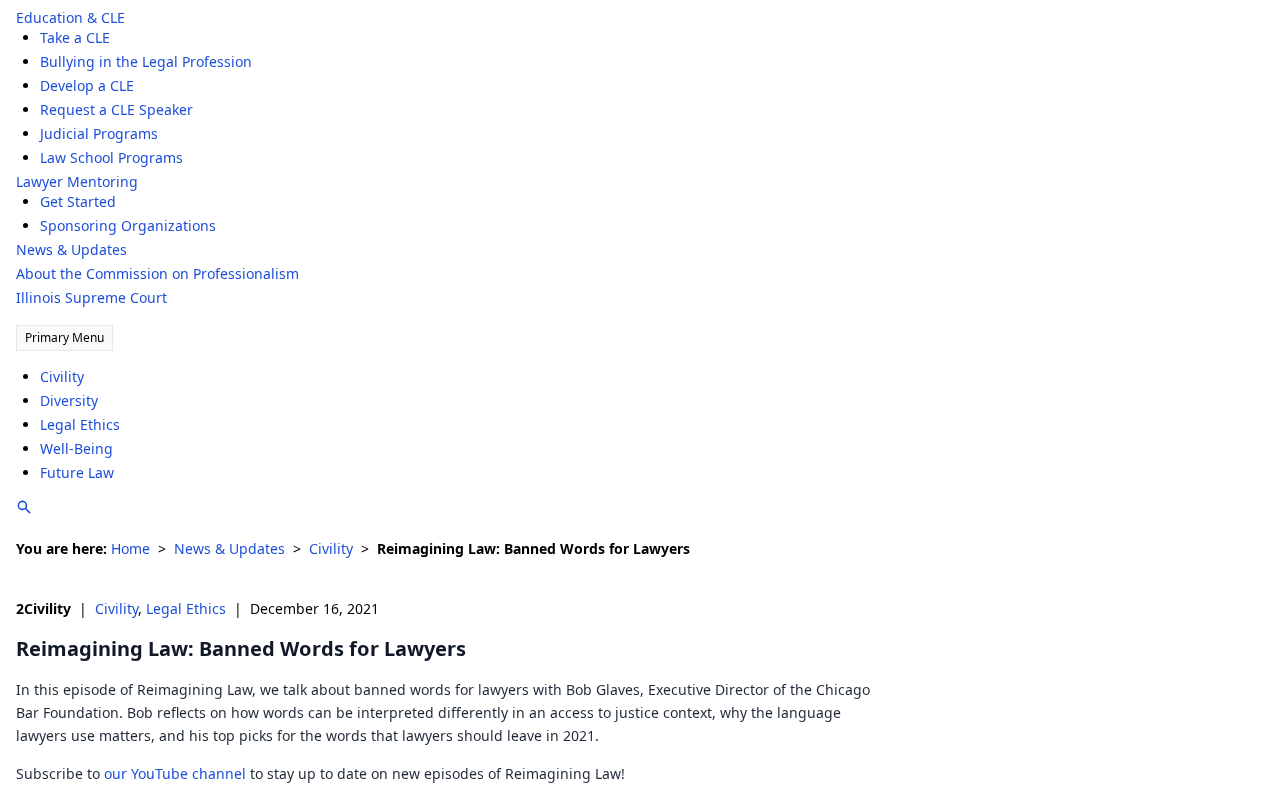 Education & CLE
Take a CLE
Bullying in the Legal Profession
Develop a CLE
Request a CLE Speaker
Judicial Programs
Law School Programs
Lawyer Mentoring
Get Started
Sponsoring Organizations
News & Updates
About the Commission on Professionalism
Illinois Supreme Court
Primary Menu
Civility
Diversity
Legal Ethics
Well-Being
Future Law
You are here: Home > News & Updates > Civility > Reimagining Law: Banned Words for Lawyers
2Civility | Civility, Legal Ethics | December 16, 2021
Reimagining Law: Banned Words for Lawyers
In this episode of Reimagining Law, we talk about banned words for lawyers with Bob Glaves, Executive Director of the Chicago
Bar Foundation. Bob reflects on how words can be interpreted differently in an access to justice context, why the language
lawyers use matters, and his top picks for the words that lawyers should leave in 2021.
Subscribe to our YouTube channel to stay up to date on new episodes of Reimagining Law!